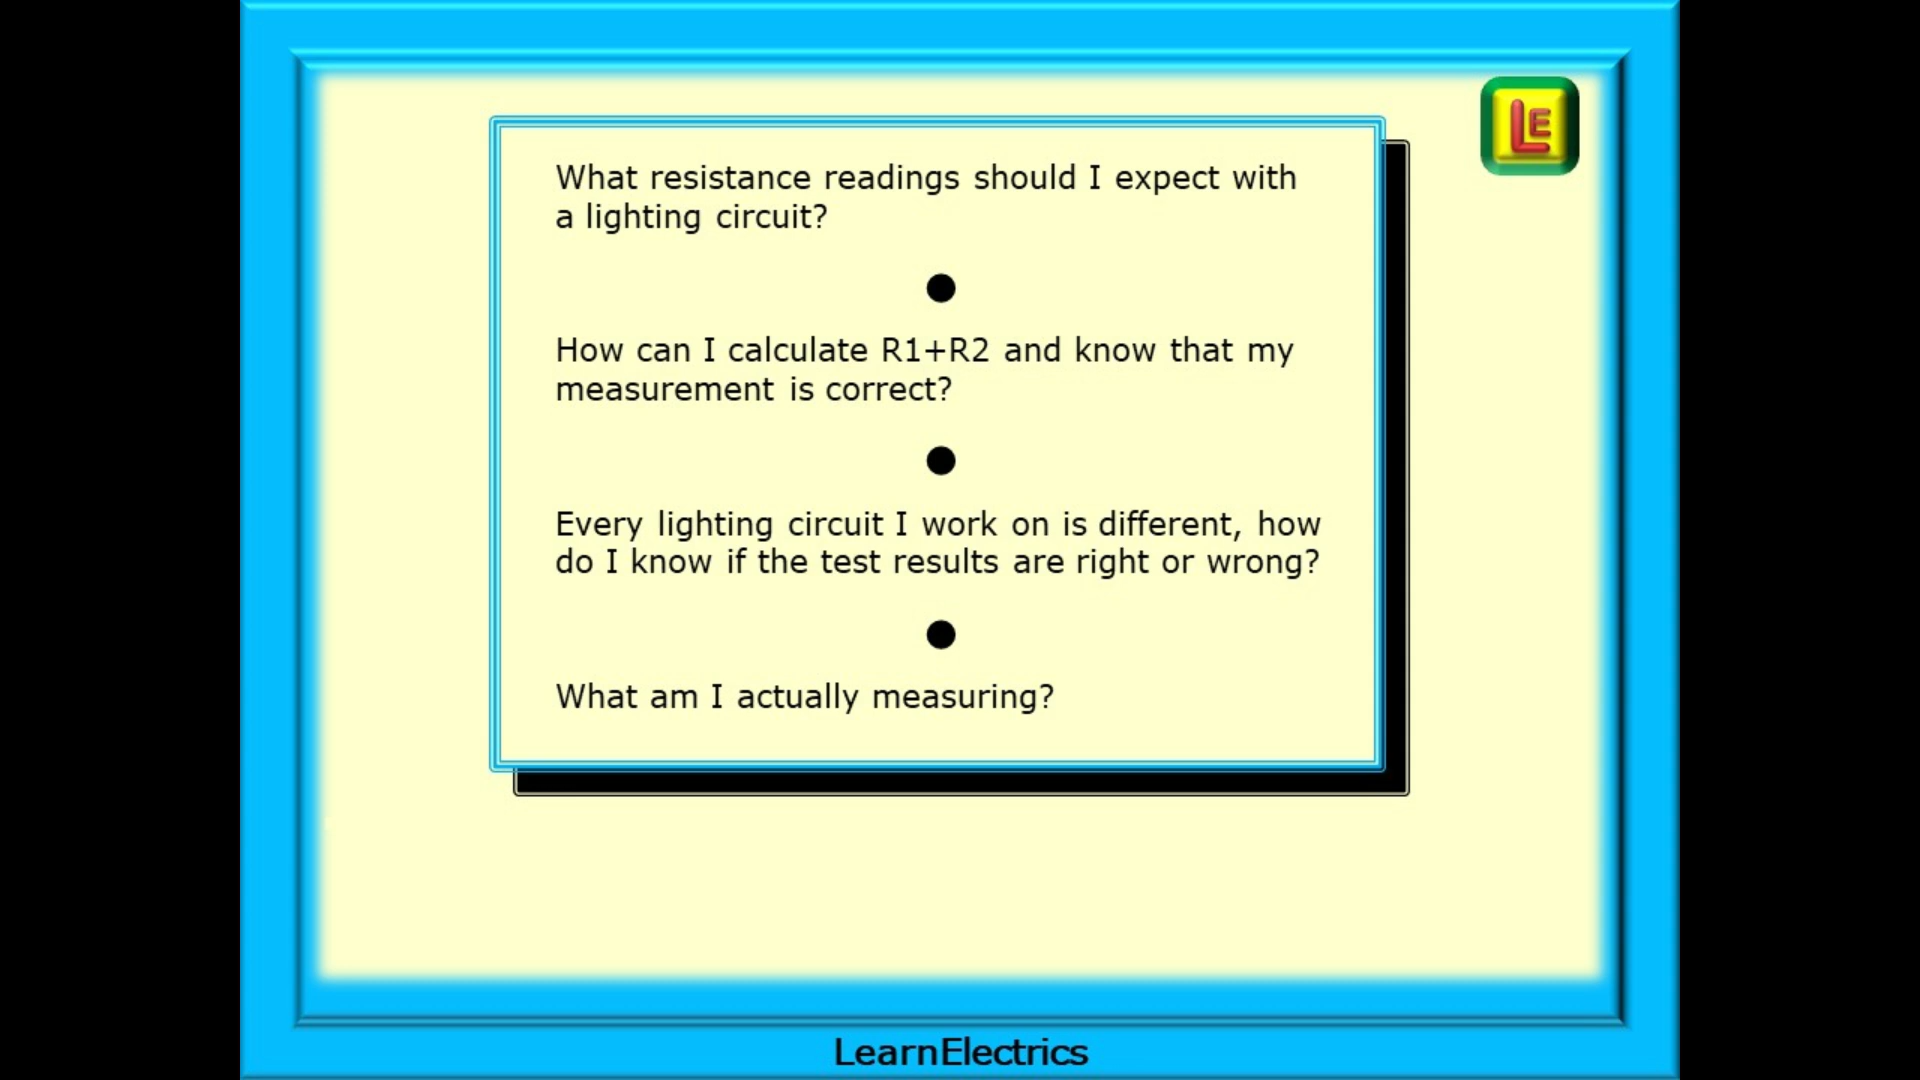 LE
What resistance readings should I expect with
a lighting circuit?
How can I calculate R1+R2 and know that my
measurement is correct?
Every lighting circuit I work on is different, how
do I know if the test results are right or wrong?
What am I actually measuring?
LearnElectrics